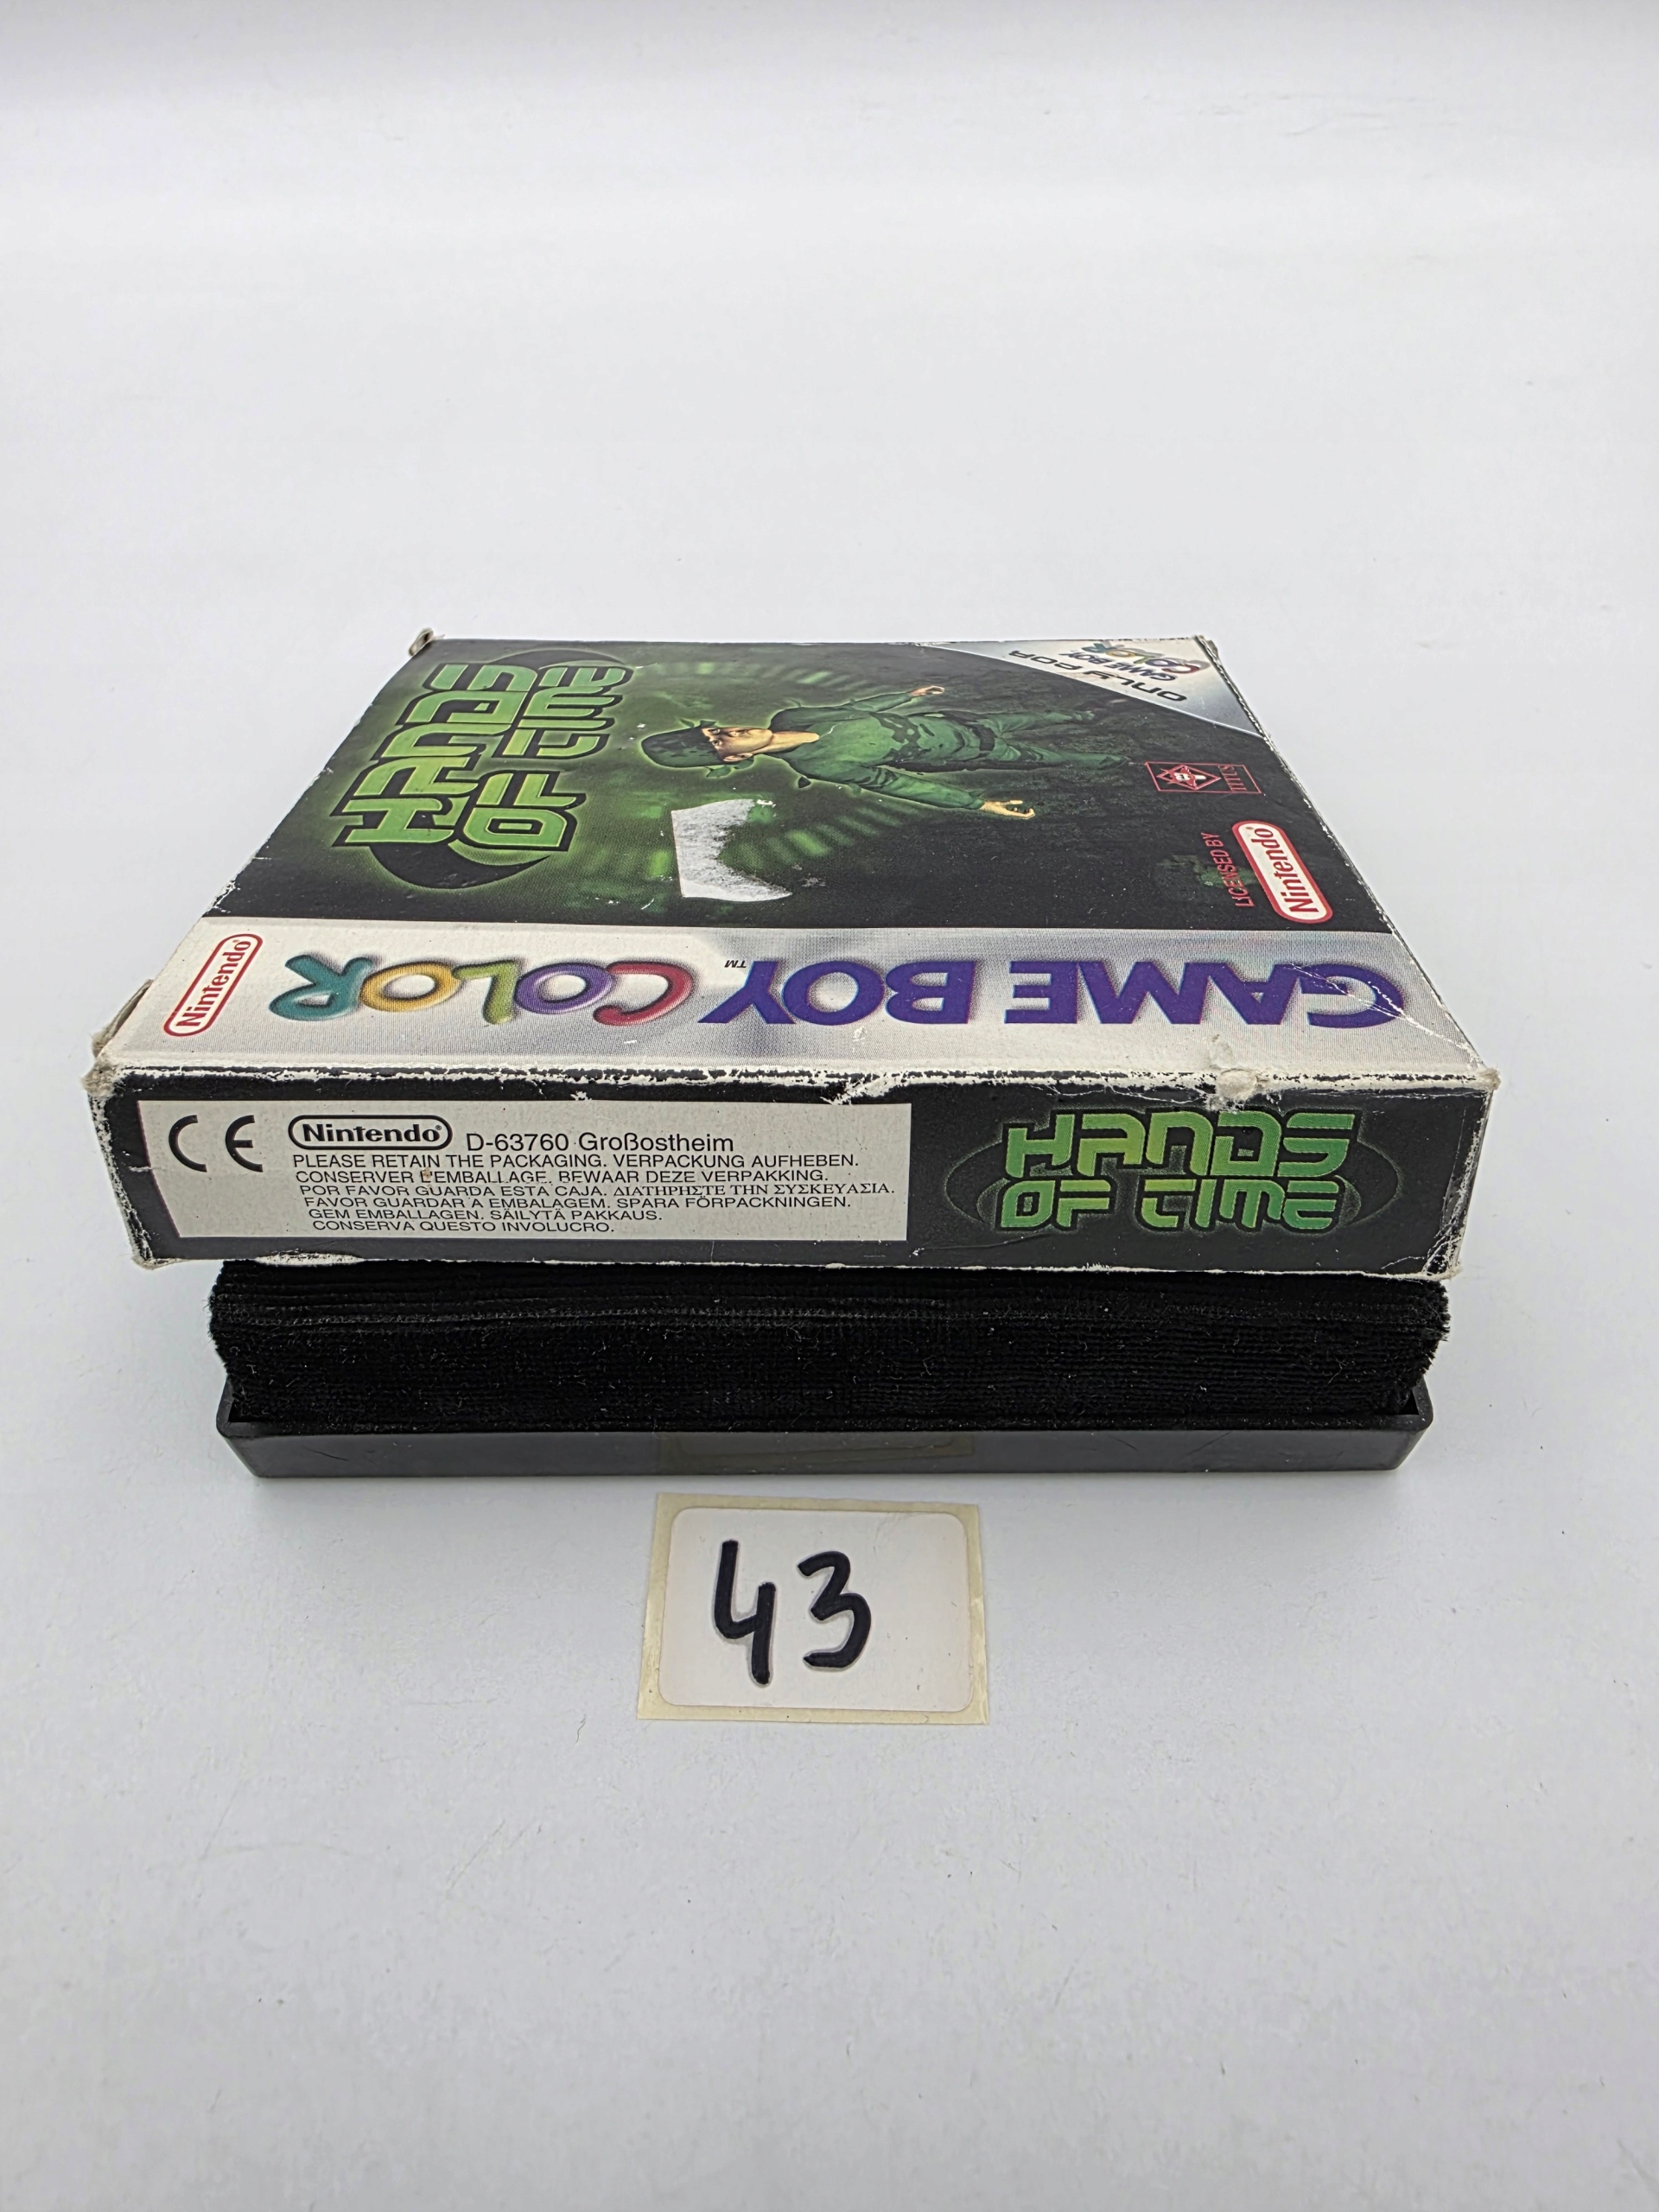 HANDS
OF TIME
ONLY FOR
GAME BOY
COLOR
TITUS
LICENSED BY
Nintendo
GAME BOY COLOR™
Nintendo
CE
Nintendo D-63760 Großostheim
PLEASE RETAIN THE PACKAGING. VERPACKUNG AUFHEBEN.
CONSERVER L'EMBALLAGE. BEWAAR DEZE VERPAKKING.
POR FAVOR GUARDA ESTA CAJA. ΔΙΑΤΗΡΗΣΤΕ ΤΗΝ ΣΥΣΚΕΥΑΣΙΑ.
FAVOR GUARDAR A EMBALAGEM. SPARA FÖRPACKNINGEN.
GEM EMBALLAGEN. SÄILYTÄ PAKKAUS.
CONSERVA QUESTO INVOLUCRO.
HANDS
OF TIME
43